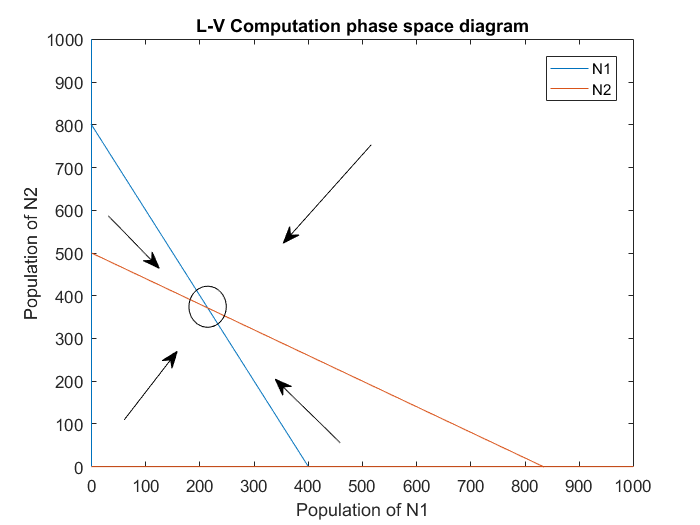 L-V Computation phase space diagram
N1
N2
1000
900
800
700
600
500
400
300
200
100
0
Population of N2
0 100 200 300 400 500 600 700 800 900 1000
Population of N1